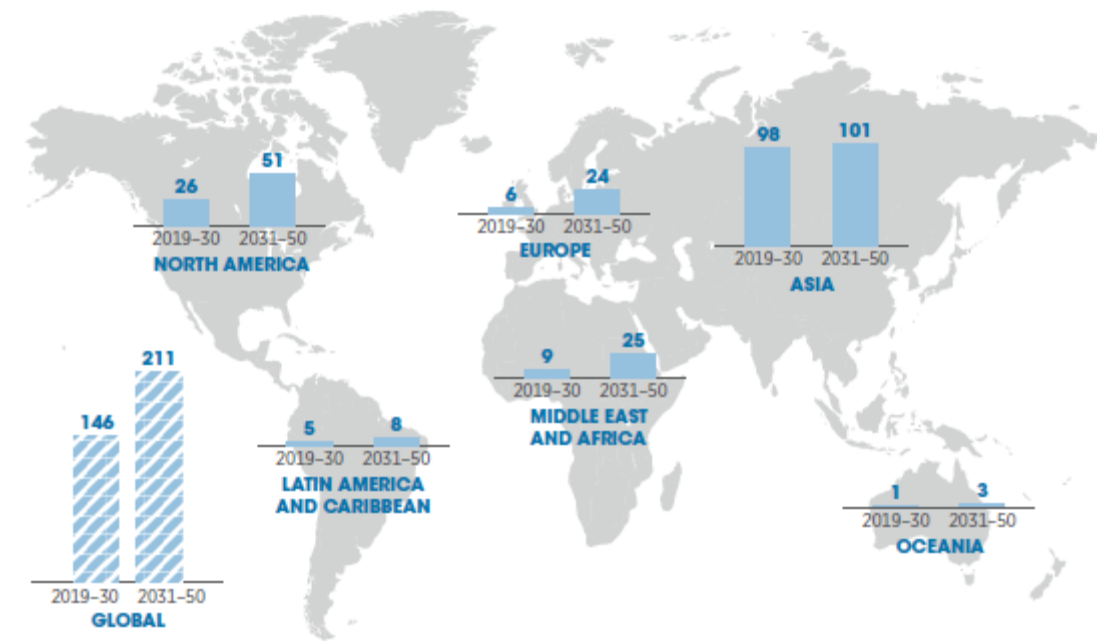 26 51
2019–30 2031–50
NORTH AMERICA
6 24
2019–30 2031–50
EUROPE
98 101
2019–30 2031–50
ASIA
146 211
2019–30 2031–50
GLOBAL
5 8
2019–30 2031–50
LATIN AMERICA
AND CARIBBEAN
9 25
2019–30 2031–50
MIDDLE EAST
AND AFRICA
1 3
2019–30 2031–50
OCEANIA